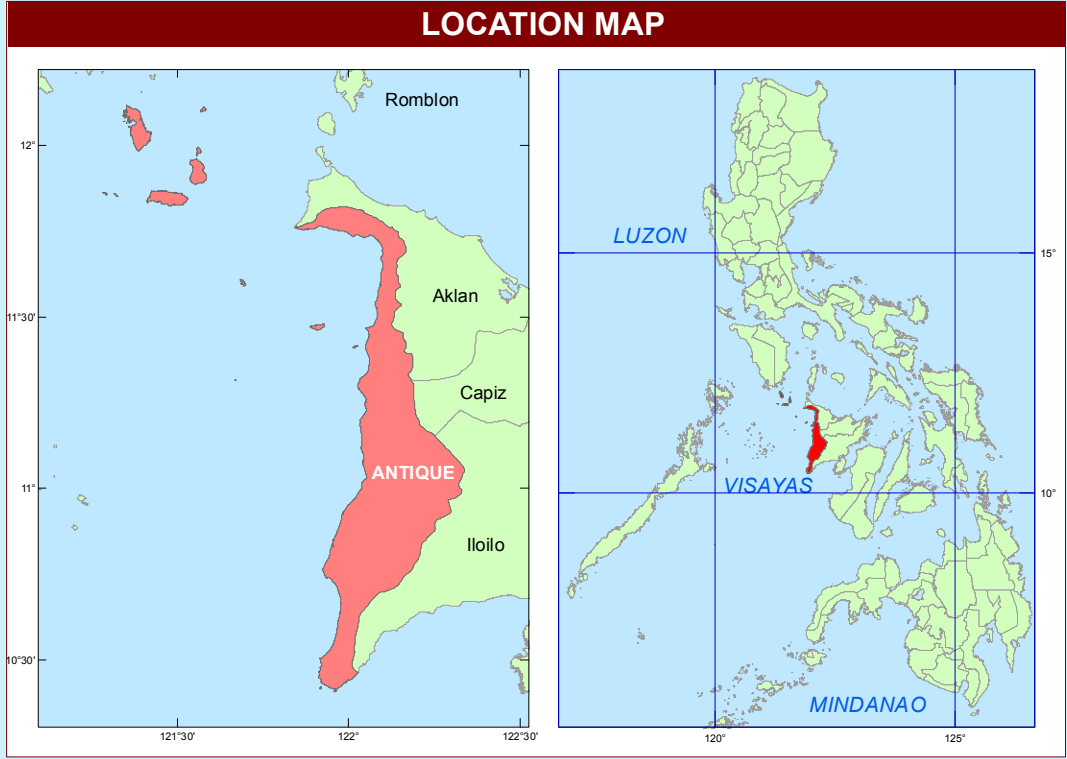 LOCATION MAP
Romblon
12°
Aklan
11°30'
Capiz
ANTIQUE
11°
Iloilo
10°30'
121°30'
122°
122°30'
LUZON
15°
VISAYAS
10°
MINDANAO
120°
125°